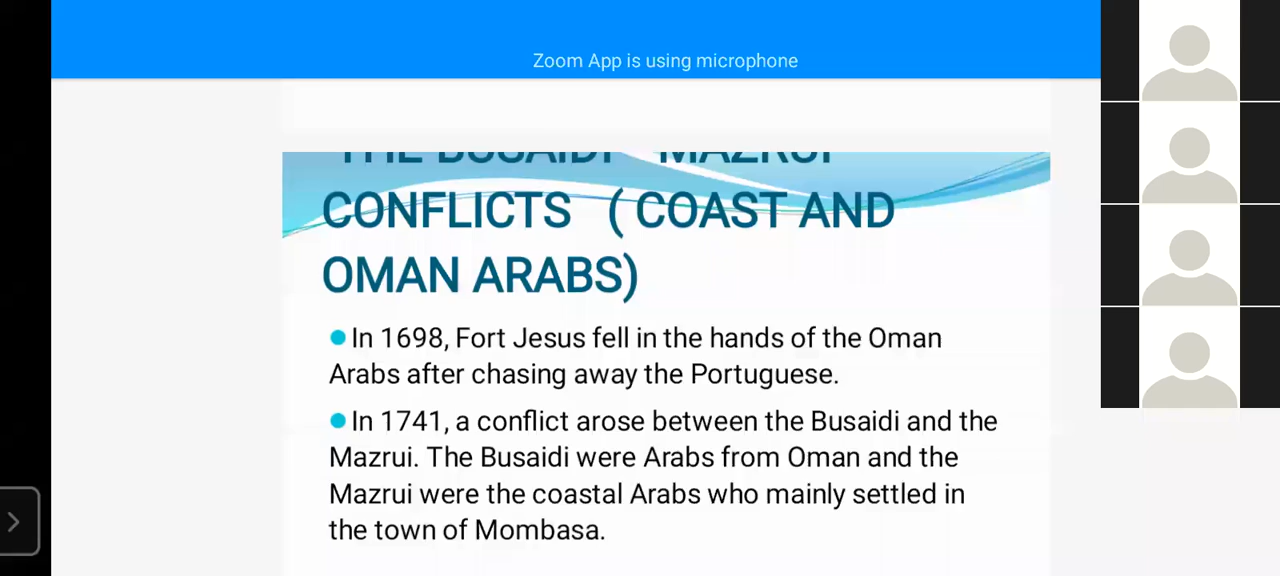 Zoom App is using microphone
THE BUSAIDI MAZRUI
CONFLICTS ( COAST AND
OMAN ARABS)
In 1698, Fort Jesus fell in the hands of the Oman
Arabs after chasing away the Portuguese.
In 1741, a conflict arose between the Busaidi and the
Mazrui. The Busaidi were Arabs from Oman and the
Mazrui were the coastal Arabs who mainly settled in
the town of Mombasa.